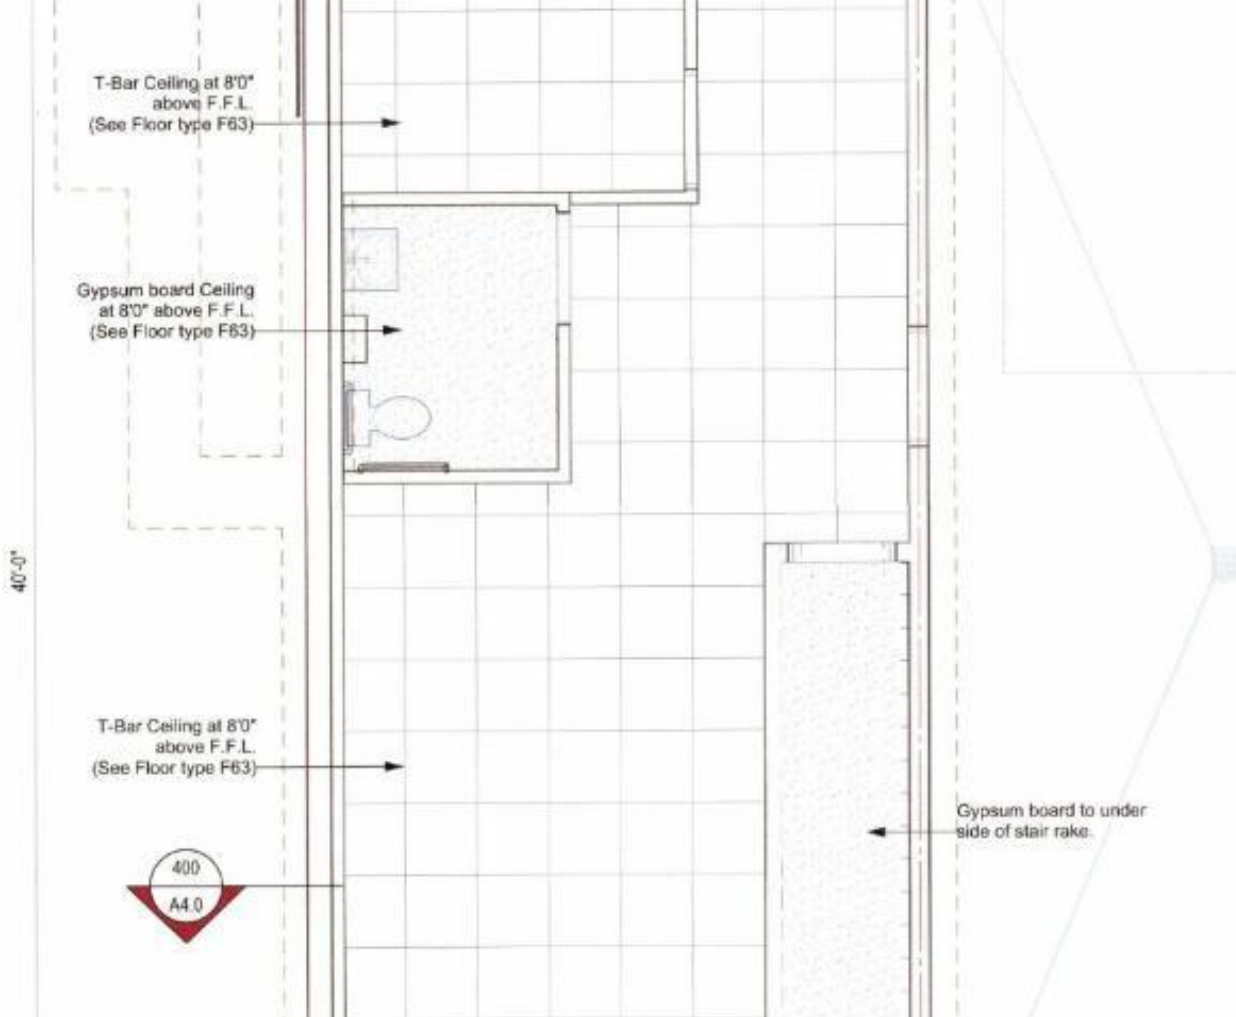 T-Bar Ceiling at 8'0"
above F.F.L.
(See Floor type F63)
Gypsum board Ceiling
at 8'0" above F.F.L.
(See Floor type F63)
40'-0"
T-Bar Ceiling at 8'0"
above F.F.L.
(See Floor type F63)
Gypsum board to under
side of stair rake.
400
A4.0